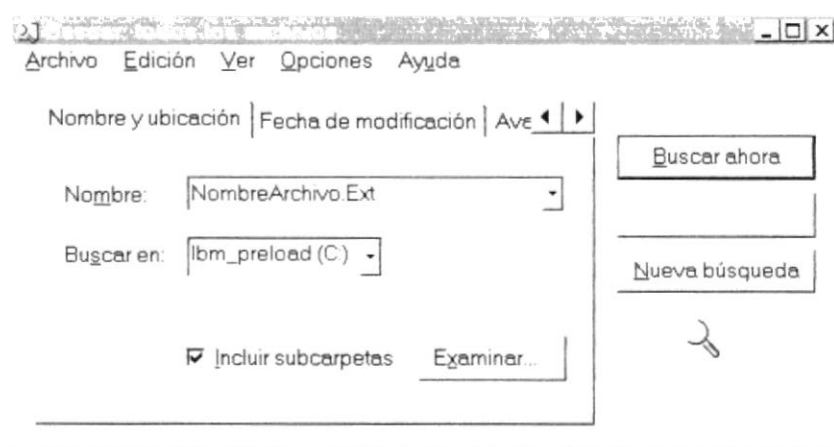 Archivo Edición Ver Opciones Ayuda
Nombre y ubicación Fecha de modificación Ava
Buscar ahora
Nombre: NombreArchivo.Ext
Buscar en: Ibm_preload (C:)
Nueva búsqueda
Incluir subcarpetas Examinar...